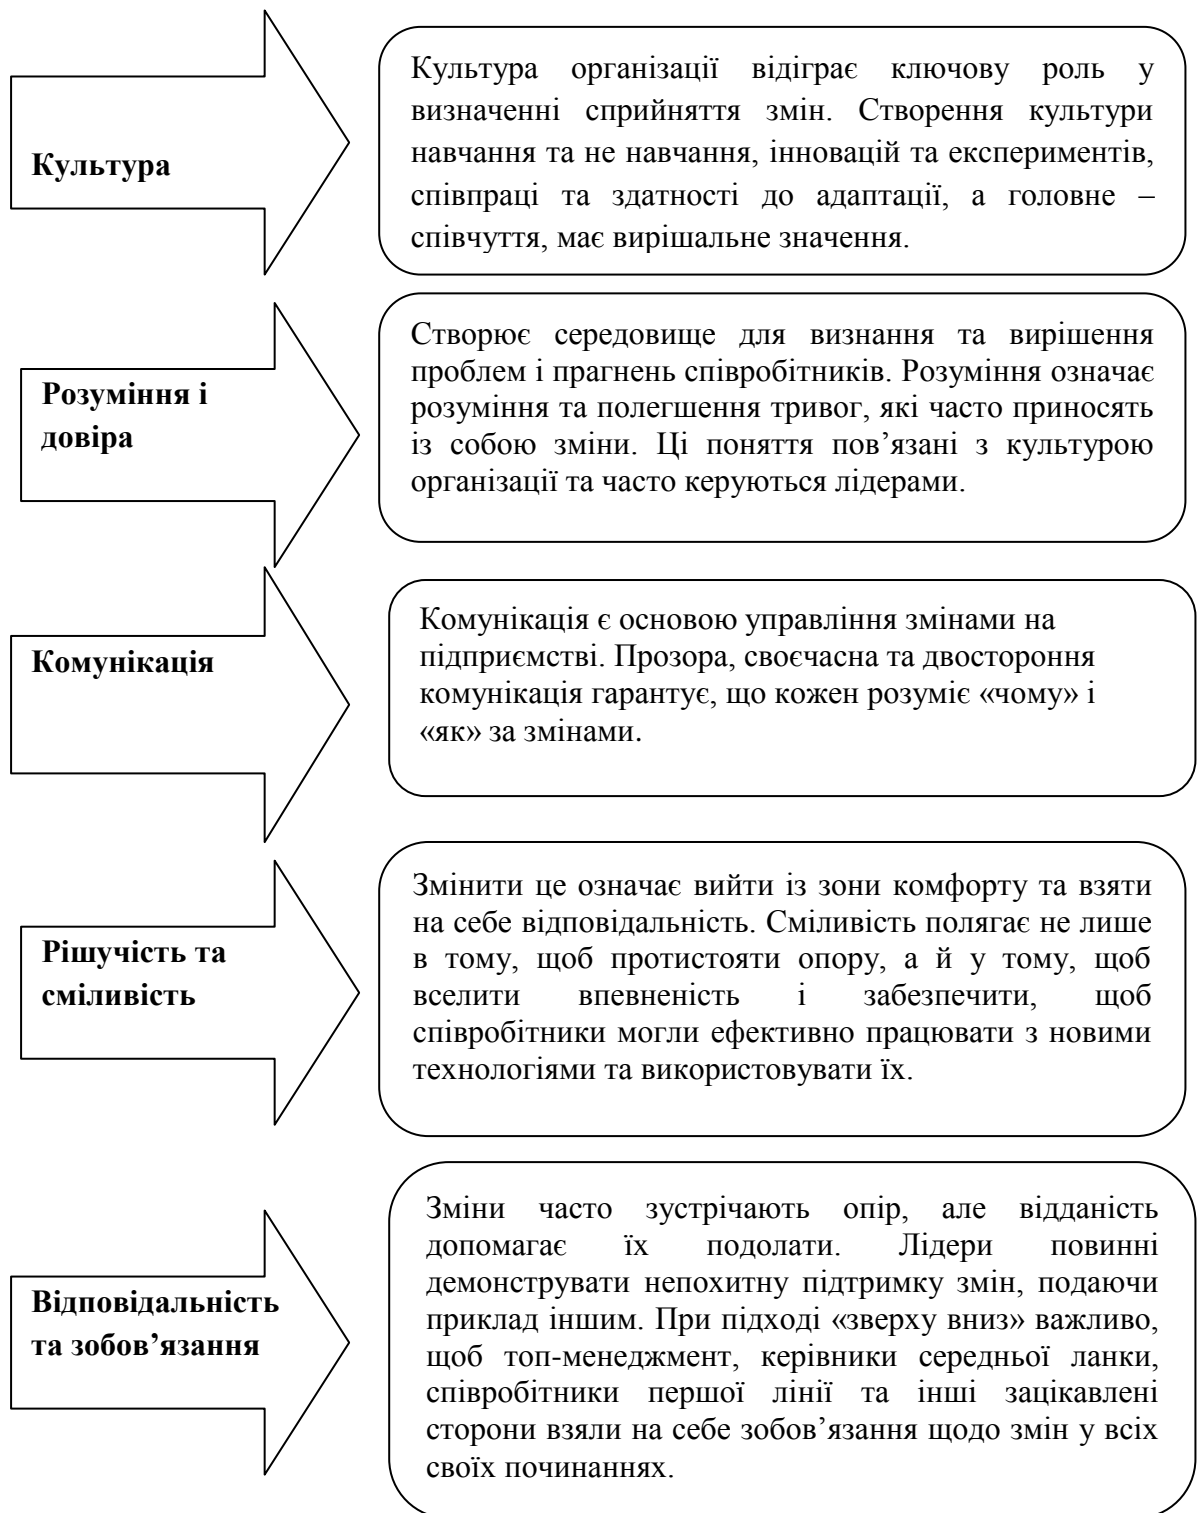 Культура
Культура організації відіграє ключову роль у
визначенні сприйняття змін. Створення культури
навчання та не навчання, інновацій та експериментів,
співпраці та здатності до адаптації, а головне –
співчуття, має вирішальне значення.
Розуміння і
довіра
Створює середовище для визнання та вирішення
проблем і прагнень співробітників. Розуміння означає
розуміння та полегшення тривог, які часто приносять
із собою зміни. Ці поняття пов’язані з культурою
організації та часто керуються лідерами.
Комунікація
Комунікація є основою управління змінами на
підприємстві. Прозора, своєчасна та двостороння
комунікація гарантує, що кожен розуміє «чому» і
«як» за змінами.
Рішучість та
сміливість
Змінити це означає вийти із зони комфорту та взяти
на себе відповідальність. Сміливість полягає не лише
в тому, щоб протистояти опору, а й у тому, щоб
вселити впевненість і забезпечити, щоб
співробітники могли ефективно працювати з новими
технологіями та використовувати їх.
Відповідальність
та зобов’язання
Зміни часто зустрічають опір, але відданість
допомагає їх подолати. Лідери повинні
демонструвати непохитну підтримку змін, подаючи
приклад іншим. При підході «зверху вниз» важливо,
щоб топ-менеджмент, керівники середньої ланки,
співробітники першої лінії та інші зацікавлені
сторони взяли на себе зобов’язання щодо змін у всіх
своїх починаннях.